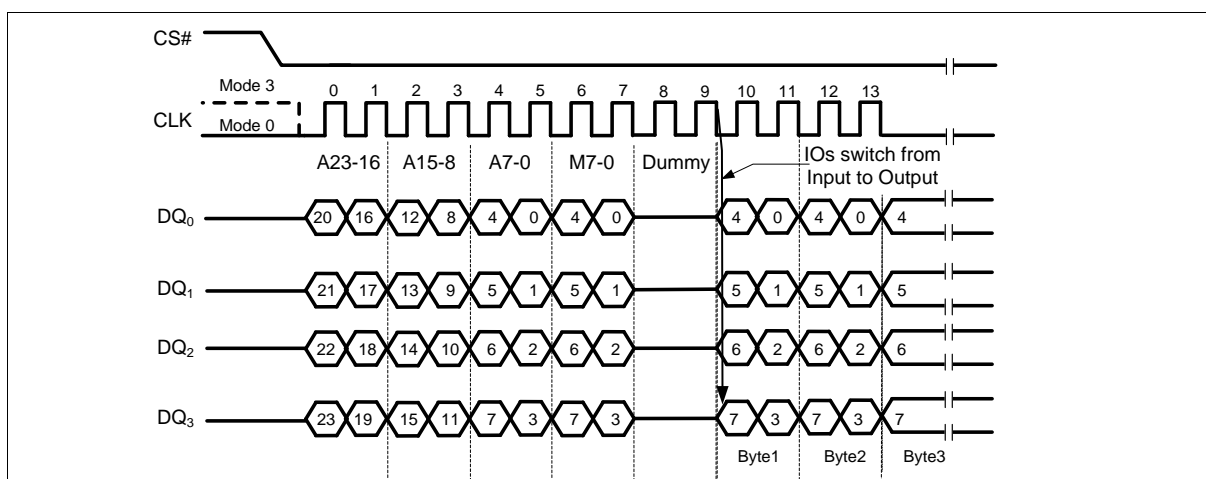 CS#
Mode 3
0 1 2 3 4 5 6 7 8 9 10 11 12 13
CLK
Mode 0
A23-16 A15-8 A7-0 M7-0 Dummy
IOs switch from
Input to Output
DQ0 20 16 12 8 4 0 4 0 4 0 4 0 4
DQ1 21 17 13 9 5 1 5 1 5 1 5 1 5
DQ2 22 18 14 10 6 2 6 2 6 2 6 2 6
DQ3 23 19 15 11 7 3 7 3 7 3 7 3 7
Byte1 Byte2 Byte3